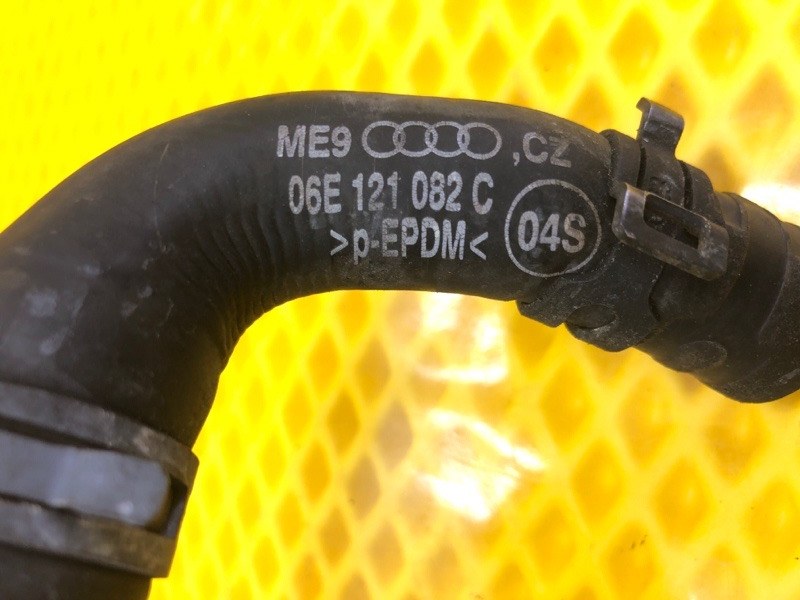 ME9 ,CZ
06E 121 082 C
>p-EPDM< 04S